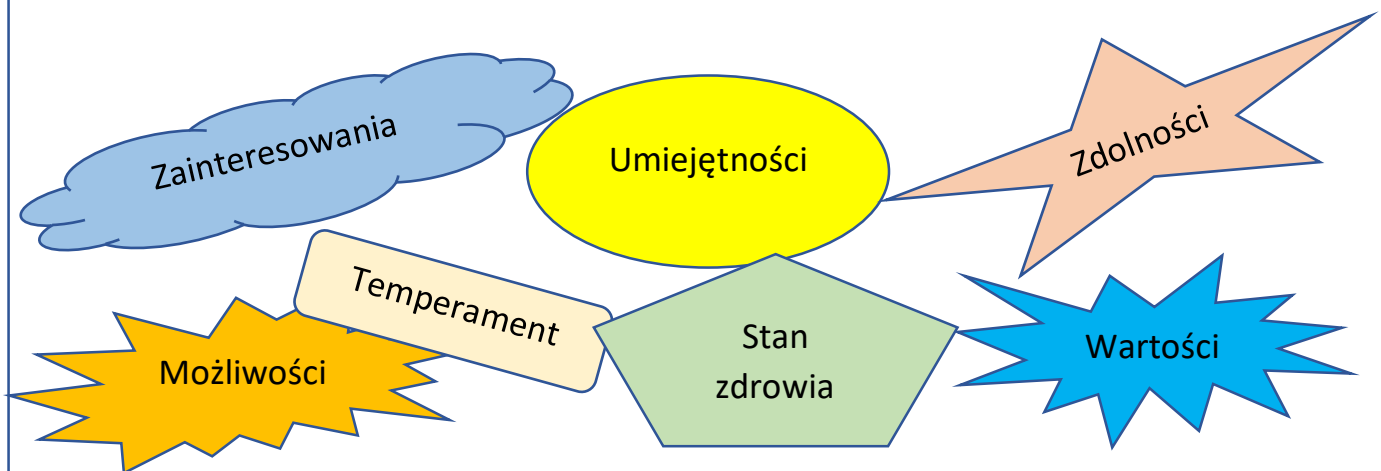 Zainteresowania
Umiejętności
Zdolności
Temperament
Możliwości
Stan
zdrowia
Wartości